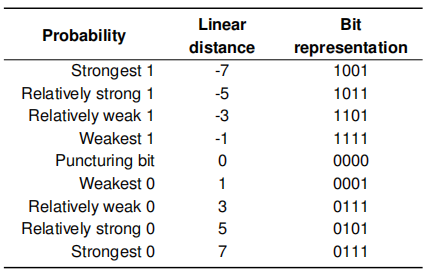 Probability Linear distance Bit representation
Strongest 1 -7 1001
Relatively strong 1 -5 1011
Relatively weak 1 -3 1101
Weakest 1 -1 1111
Puncturing bit 0 0000
Weakest 0 1 0001
Relatively weak 0 3 0111
Relatively strong 0 5 0101
Strongest 0 7 0111